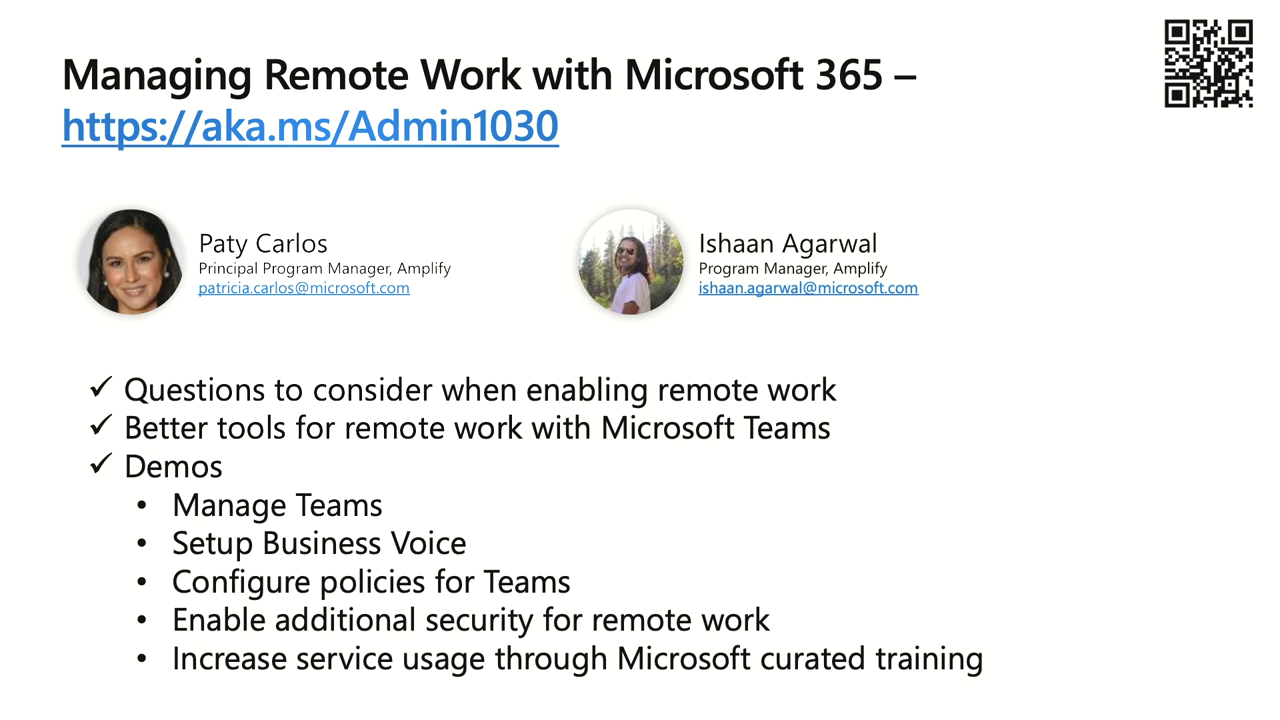 Managing Remote Work with Microsoft 365 –
https://aka.ms/Admin1030
Paty Carlos
Principal Program Manager, Amplify
patricia.carlos@microsoft.com
Ishaan Agarwal
Program Manager, Amplify
ishaan.agarwal@microsoft.com
✓ Questions to consider when enabling remote work
✓ Better tools for remote work with Microsoft Teams
✓ Demos
• Manage Teams
• Setup Business Voice
• Configure policies for Teams
• Enable additional security for remote work
• Increase service usage through Microsoft curated training